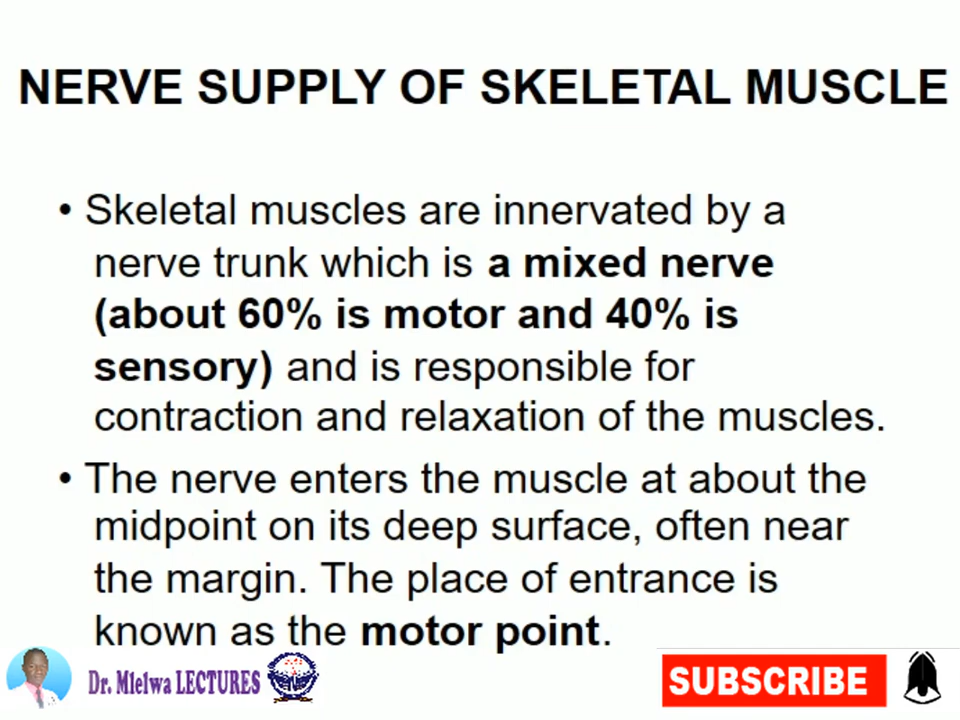 NERVE SUPPLY OF SKELETAL MUSCLE
• Skeletal muscles are innervated by a
nerve trunk which is a mixed nerve
(about 60% is motor and 40% is
sensory) and is responsible for
contraction and relaxation of the muscles.
• The nerve enters the muscle at about the
midpoint on its deep surface, often near
the margin. The place of entrance is
known as the motor point.
Dr. Mlelwa LECTURES
SUBSCRIBE